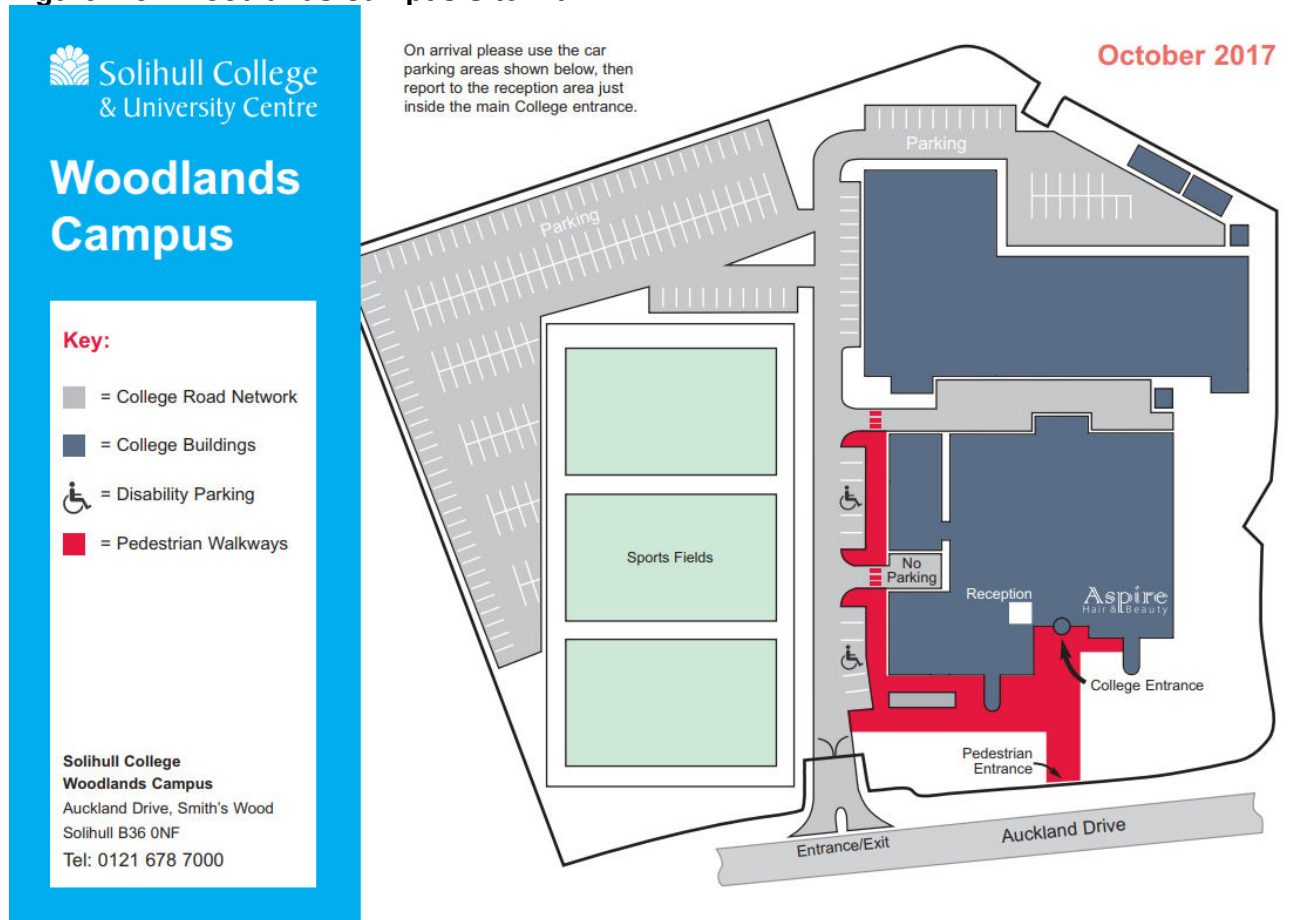 Solihull College
& University Centre
Woodlands
Campus
Key:
= College Road Network
= College Buildings
= Disability Parking
= Pedestrian Walkways
Solihull College
Woodlands Campus
Auckland Drive, Smith's Wood
Solihull B36 0NF
Tel: 0121 678 7000
On arrival please use the car
parking areas shown below, then
report to the reception area just
inside the main College entrance.
October 2017
Parking
Parking
Sports Fields
No
Parking
Reception
Aspire
Hair & Beauty
College Entrance
Pedestrian
Entrance
Entrance/Exit
Auckland Drive